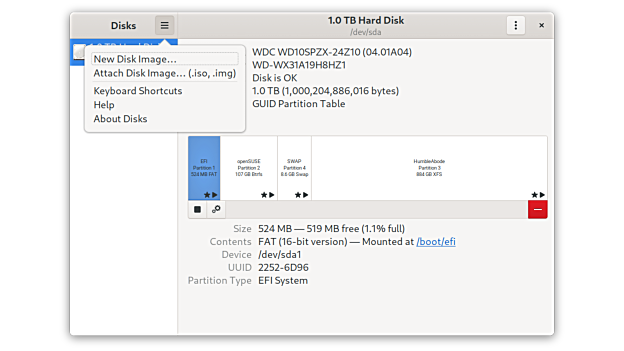 Disks
1.0 TB Hard Disk
/dev/sda
New Disk Image…
Attach Disk Image… (.iso, .img)
Keyboard Shortcuts
Help
About Disks
WDC WD10SPZX-24Z10 (04.01A04)
WD-WX31A19H8HZ1
Disk is OK
1.0 TB (1,000,204,886,016 bytes)
GUID Partition Table
EFI
Partition 1
524 MB FAT
openSUSE
Partition 2
107 GB Btrfs
SWAP
Partition 4
8.6 GB Swap
HumbleAbode
Partition 3
884 GB XFS
Size 524 MB — 519 MB free (1.1% full)
Contents FAT (16-bit version) — Mounted at /boot/efi
Device /dev/sda1
UUID 2252-6D96
Partition Type EFI System